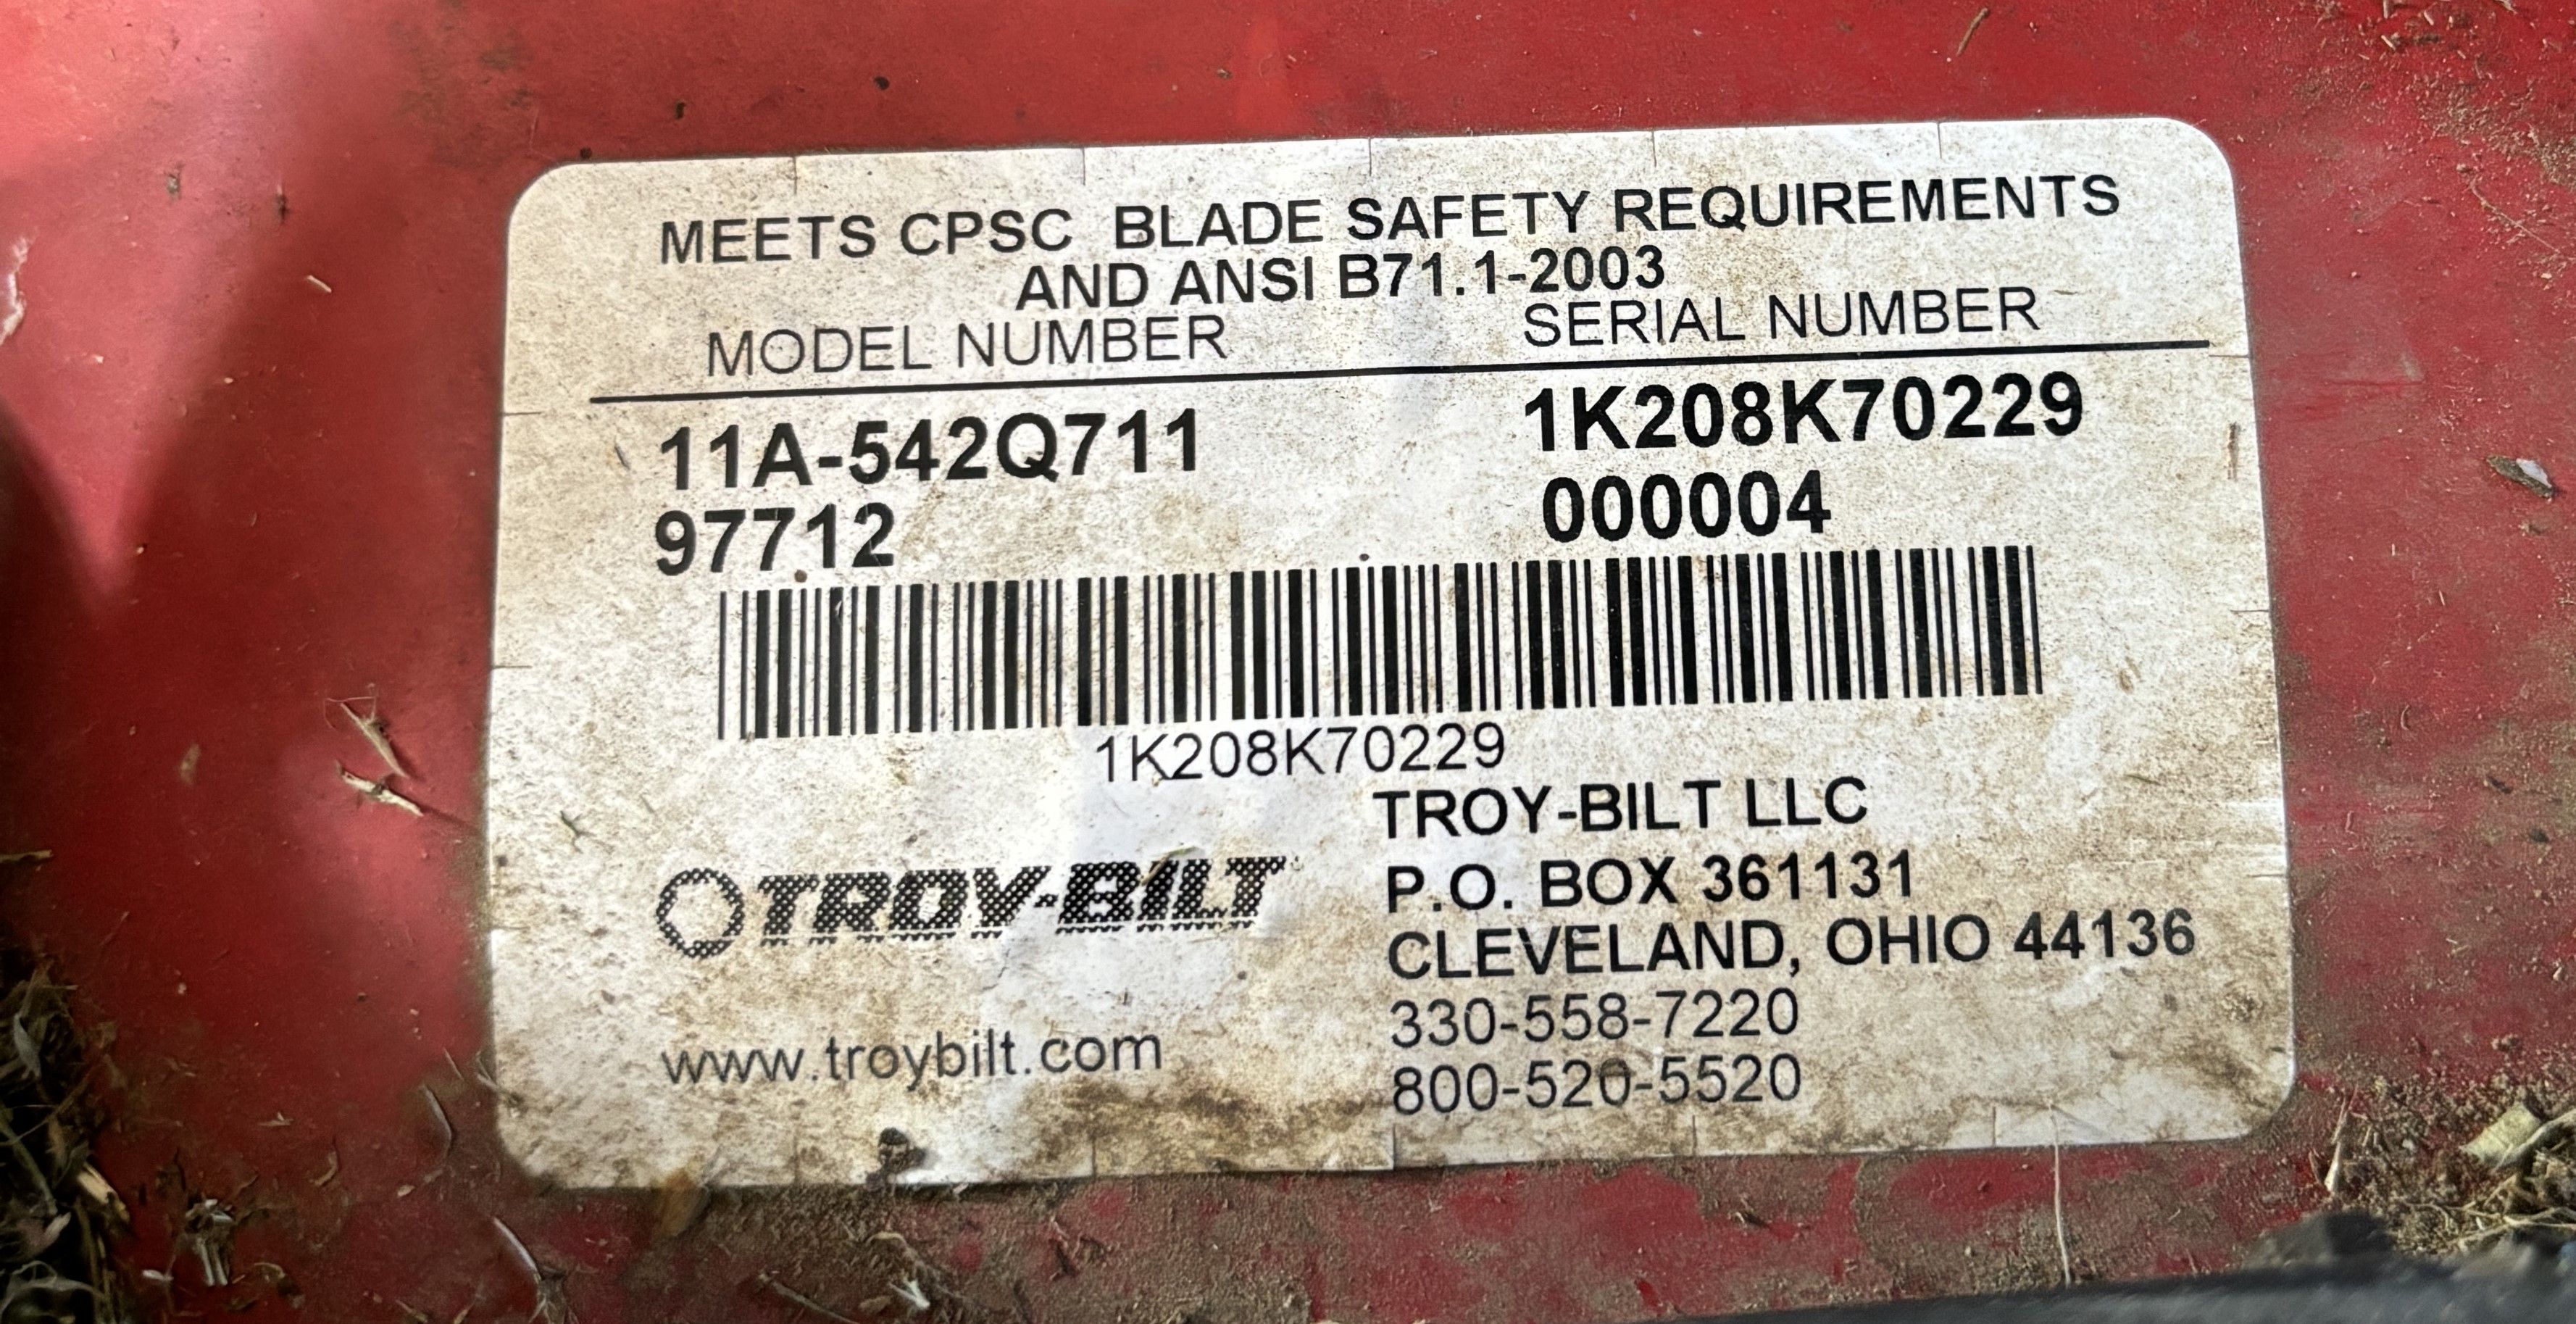 MEETS CPSC BLADE SAFETY REQUIREMENTS
AND ANSI B71.1-2003
MODEL NUMBER SERIAL NUMBER
11A-542Q711 1K208K70229
97712 000004
1K208K70229
TROY-BILT LLC
TROY-BILT P.O. BOX 361131
CLEVELAND, OHIO 44136
330-558-7220
www.troybilt.com 800-520-5520